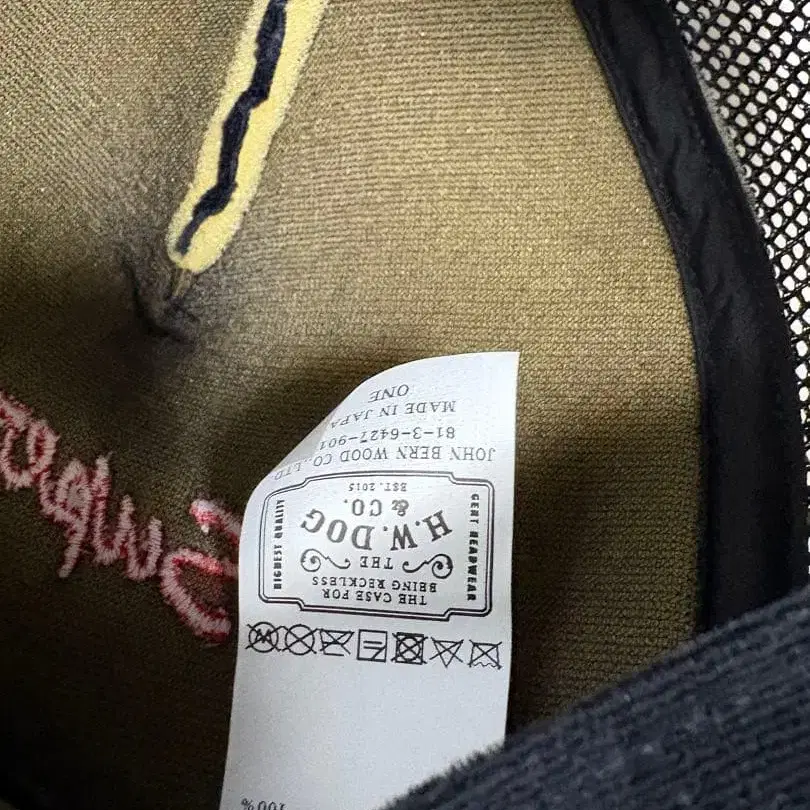 100%
THE CASE FOR
BEING RECKLESS
THE
H.W.DOG
& CO.
EST. 2015
GENT HEADWEAR
HIGHEST QUALITY
JOHN BERN WOOD CO.,LTD
81-3-6427-901
MADE IN JAPA
ONE